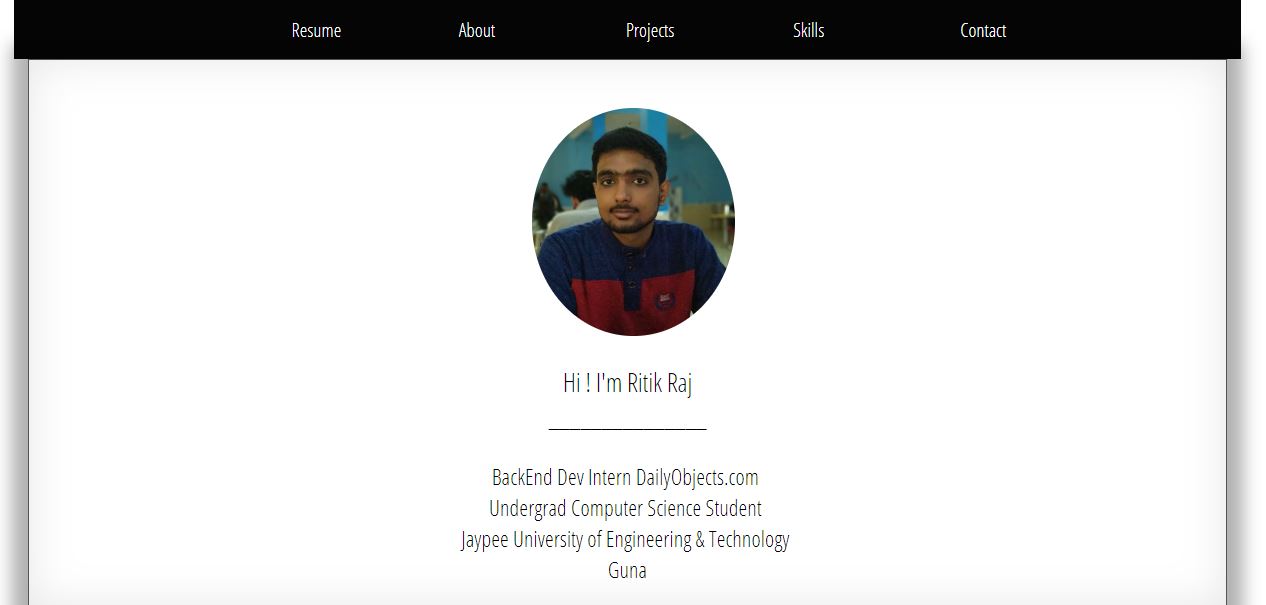 Resume About Projects Skills Contact
Hi ! I'm Ritik Raj
BackEnd Dev Intern DailyObjects.com
Undergrad Computer Science Student
Jaypee University of Engineering & Technology
Guna